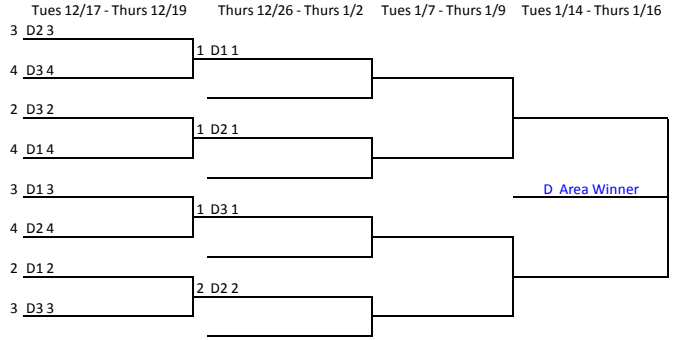 Tues 12/17 - Thurs 12/19 Thurs 12/26 - Thurs 1/2 Tues 1/7 - Thurs 1/9 Tues 1/14 - Thurs 1/16
3 D2 3
1 D1 1
4 D3 4
2 D3 2
1 D2 1
4 D1 4
3 D1 3 D Area Winner
1 D3 1
4 D2 4
2 D1 2
2 D2 2
3 D3 3